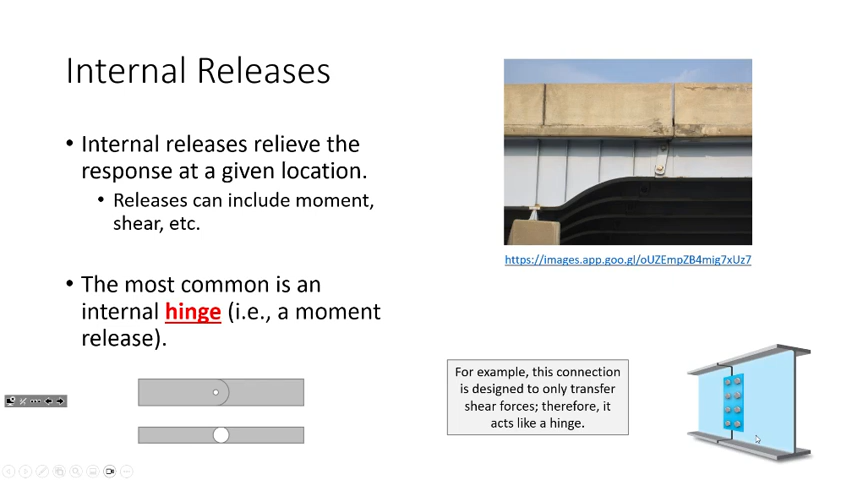 Internal Releases
• Internal releases relieve the
response at a given location.
• Releases can include moment,
shear, etc.
• The most common is an
internal hinge (i.e., a moment
release).
https://images.app.goo.gl/oUZEmpZB4mig7xUz7
For example, this connection
is designed to only transfer
shear forces; therefore, it
acts like a hinge.